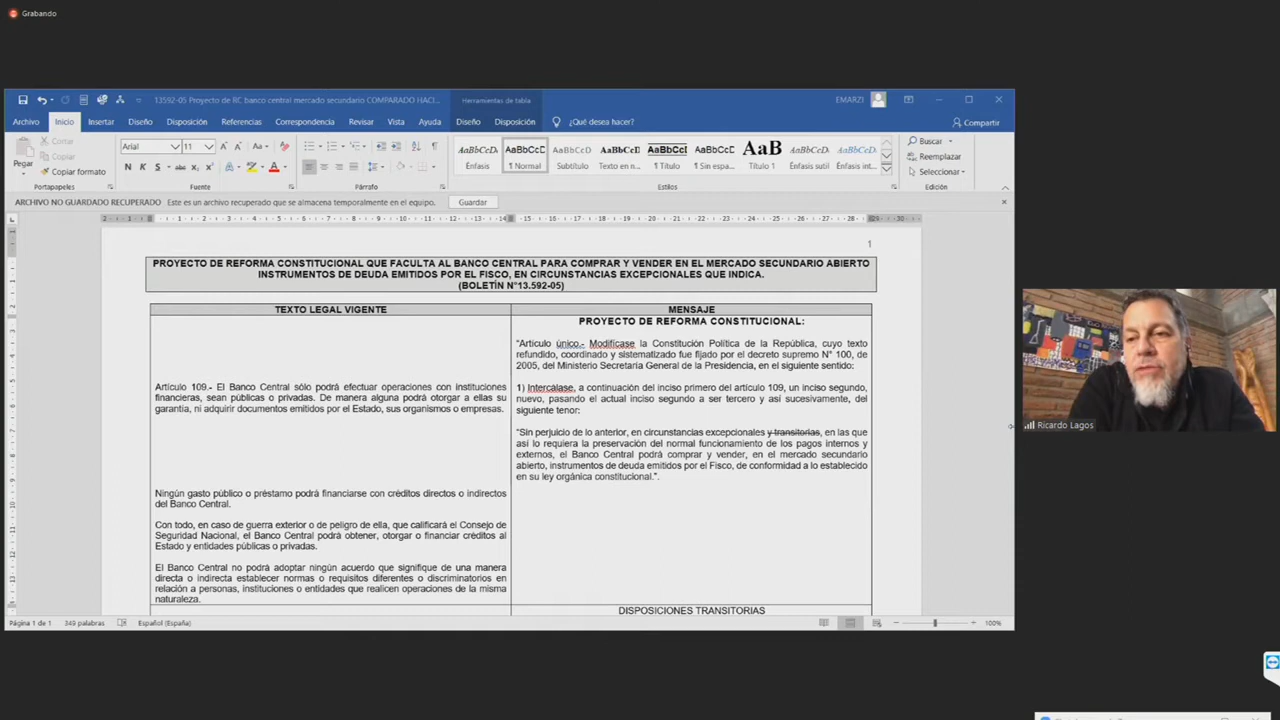 Grabando
13592-05 Proyecto de RC banco central mercado secundario COMPARADO HACI...
Herramientas de tabla
EMARZI
Archivo
Inicio
Insertar
Diseño
Disposición
Referencias
Correspondencia
Revisar
Vista
Ayuda
Diseño
Disposición
¿Qué desea hacer?
Compartir
Pegar
Cortar
Copiar
Copiar formato
Portapapeles
Arial
11
Fuente
Párrafo
AaBbCcDı
Énfasis
AaBbCcC
¶ Normal
AaBbCcD
Subtítulo
AaBbCcD
Texto en n...
AaBbCcC
¶ Título
AaBbCcD
¶ Sin espa...
AaB
Título 1
AaBbCcDı
Énfasis sutil
AaBbCcDı
Énfasis int...
Estilos
Buscar
Reemplazar
Seleccionar
Edición
ARCHIVO NO GUARDADO RECUPERADO
Este es un archivo recuperado que se almacena temporalmente en el equipo.
Guardar
1
PROYECTO DE REFORMA CONSTITUCIONAL QUE FACULTA AL BANCO CENTRAL PARA COMPRAR Y VENDER EN EL MERCADO SECUNDARIO ABIERTO
INSTRUMENTOS DE DEUDA EMITIDOS POR EL FISCO, EN CIRCUNSTANCIAS EXCEPCIONALES QUE INDICA.
(BOLETÍN N°13.592-05)
TEXTO LEGAL VIGENTE
Artículo 109.- El Banco Central sólo podrá efectuar operaciones con instituciones
financieras, sean públicas o privadas. De manera alguna podrá otorgar a ellas su
garantía, ni adquirir documentos emitidos por el Estado, sus organismos o empresas.
Ningún gasto público o préstamo podrá financiarse con créditos directos o indirectos
del Banco Central.
Con todo, en caso de guerra exterior o de peligro de ella, que calificará el Consejo de
Seguridad Nacional, el Banco Central podrá obtener, otorgar o financiar créditos al
Estado y entidades públicas o privadas.
El Banco Central no podrá adoptar ningún acuerdo que signifique de una manera
directa o indirecta establecer normas o requisitos diferentes o discriminatorios en
relación a personas, instituciones o entidades que realicen operaciones de la misma
naturaleza.
MENSAJE
PROYECTO DE REFORMA CONSTITUCIONAL:
"Artículo único.- Modifícase la Constitución Política de la República, cuyo texto
refundido, coordinado y sistematizado fue fijado por el decreto supremo N° 100, de
2005, del Ministerio Secretaría General de la Presidencia, en el siguiente sentido:
1) Intercálase, a continuación del inciso primero del artículo 109, un inciso segundo,
nuevo, pasando el actual inciso segundo a ser tercero y así sucesivamente, del
siguiente tenor:
"Sin perjuicio de lo anterior, en circunstancias excepcionales y transitorias, en las que
así lo requiera la preservación del normal funcionamiento de los pagos internos y
externos, el Banco Central podrá comprar y vender, en el mercado secundario
abierto, instrumentos de deuda emitidos por el Fisco, de conformidad a lo establecido
en su ley orgánica constitucional.".
DISPOSICIONES TRANSITORIAS
Página 1 de 1
349 palabras
Español (España)
100%
Ricardo Lagos